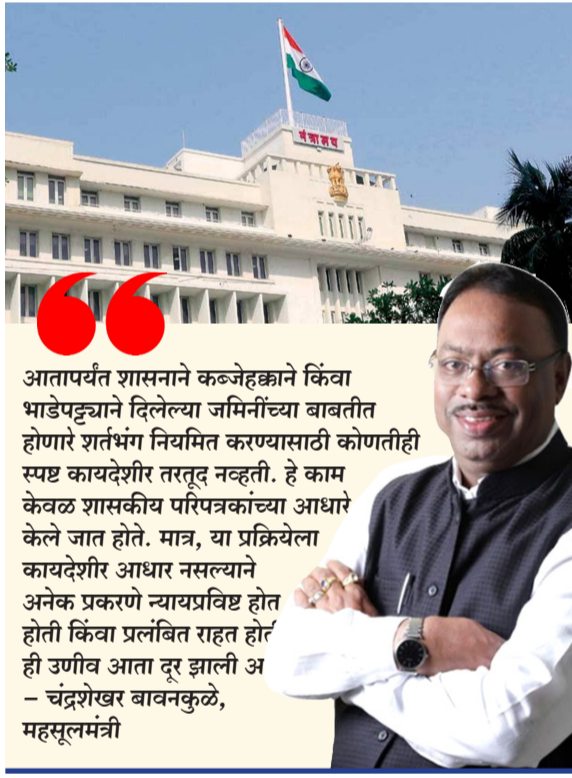 मंत्रालय
आतापर्यंत शासनाने कब्जेहक्काने किंवा
भाडेपट्ट्याने दिलेल्या जमिनींच्या बाबतीत
होणारे शर्तभंग नियमित करण्यासाठी कोणतीही
स्पष्ट कायदेशीर तरतूद नव्हती. हे काम
केवळ शासकीय परिपत्रकांच्या आधारे
केले जात होते. मात्र, या प्रक्रियेला
कायदेशीर आधार नसल्याने
अनेक प्रकरणे न्यायप्रविष्ट होत
होती किंवा प्रलंबित राहत
ही उणीव आता दूर झाली
– चंद्रशेखर बावनकुळे,
महसूलमंत्री